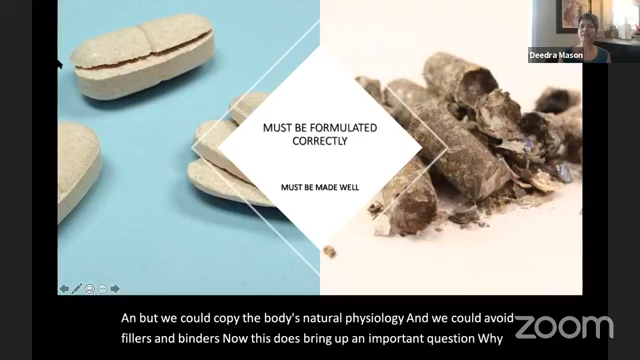 Deedra Mason
MUST BE FORMULATED
CORRECTLY
MUST BE MADE WELL
An but we could copy the body's natural physiology And we could avoid
fillers and binders Now this does bring up an important question Why
zoom